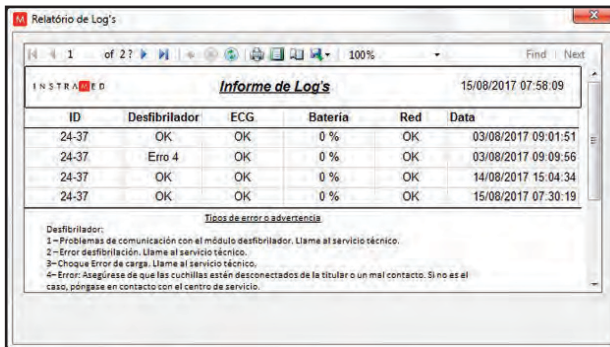 Relatório de Log's
1 of 2? 100% Find Next
INSTRAMED Informe de Log's 15/08/2017 07:58:09
ID Desfibrilador ECG Bateria Red Data
24-37 OK OK 0 % OK 03/08/2017 09:01:51
24-37 Erro 4 OK 0 % OK 03/08/2017 09:09:56
24-37 OK OK 0 % OK 14/08/2017 15:04:34
24-37 OK OK 0 % OK 15/08/2017 07:30:19
Tipos de error o advertencia
Desfibrilador:
1–Problemas de comunicación con el módulo desfibrilador. Llame al servicio técnico.
2–Error desfibrilación. Llame al servicio técnico.
3–Choque Error de carga. Llame al servicio técnico.
4–Error: Asegúrese de que las cuchillas estén desconectados de la titular o un mal contacto. Si no es el
caso, póngase en contacto con el centro de servicio.